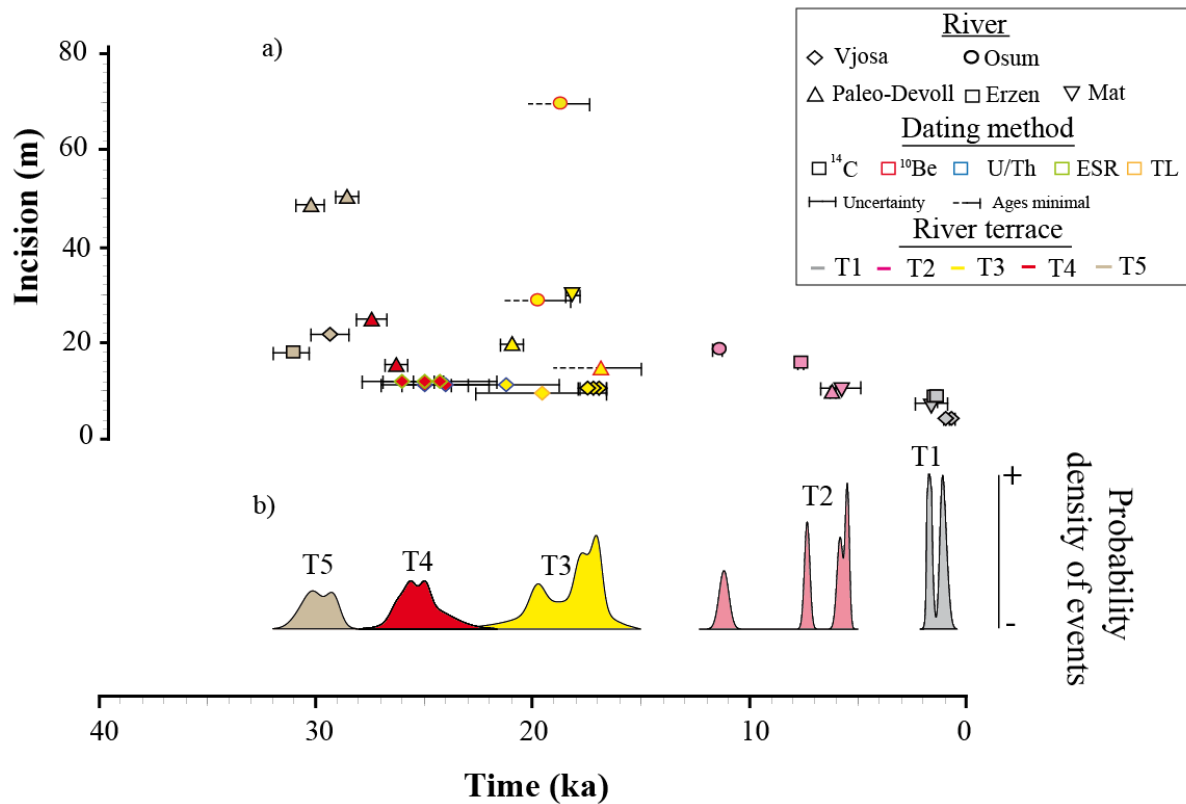 a)
80
60
40
20
0
Incision (m)
River
Vjosa Osum
Paleo-Devoll Erzen Mat
Dating method
¹⁴C ¹⁰Be U/Th ESR TL
Uncertainty Ages minimal
River terrace
T1 T2 T3 T4 T5
b)
T5
T4
T3
T2
T1
+
-
Probability
density of events
40 30 20 10 0
Time (ka)